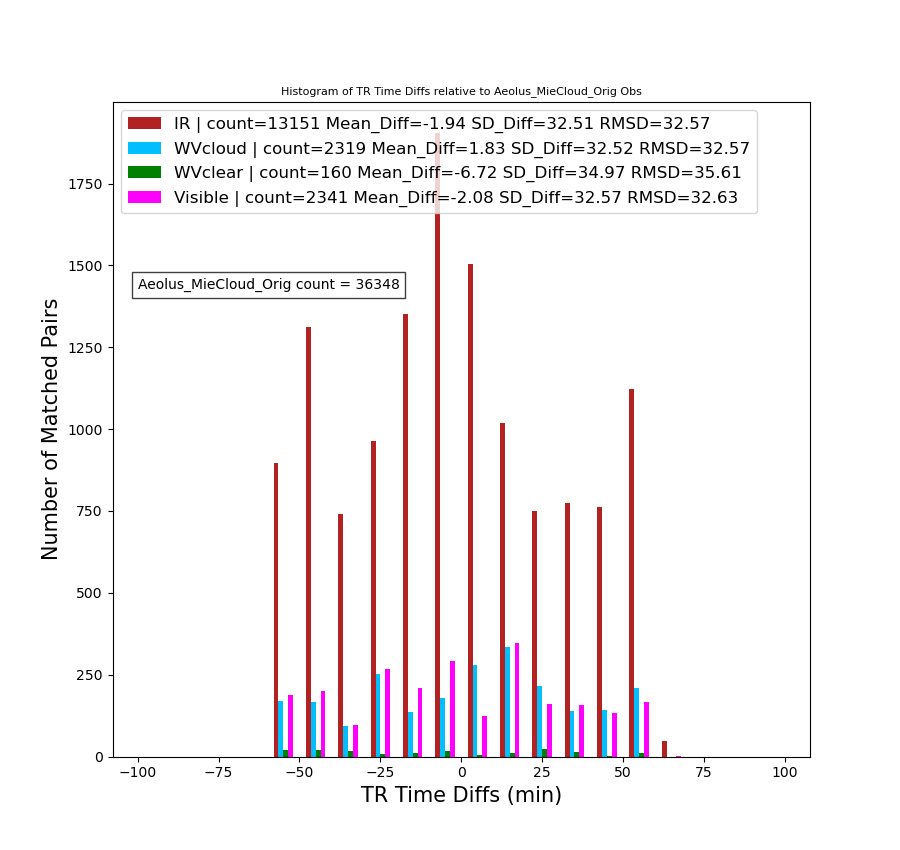 Histogram of TR Time Diffs relative to Aeolus_MieCloud_Orig Obs
IR | count=13151 Mean_Diff=-1.94 SD_Diff=32.51 RMSD=32.57
WVcloud | count=2319 Mean_Diff=1.83 SD_Diff=32.52 RMSD=32.57
WVclear | count=160 Mean_Diff=-6.72 SD_Diff=34.97 RMSD=35.61
Visible | count=2341 Mean_Diff=-2.08 SD_Diff=32.57 RMSD=32.63
Aeolus_MieCloud_Orig count = 36348
Number of Matched Pairs
1750
1500
1250
1000
750
500
250
0
−100 −75 −50 −25 0 25 50 75 100
TR Time Diffs (min)